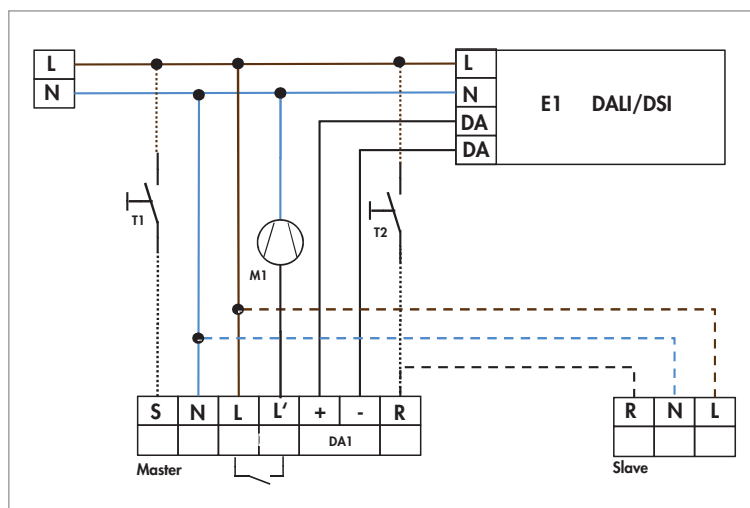 L
N
L
N
DA
DA
E1 DALI/DSI
T1
T2
M1
S N L L' + - R
DA1
Master
R N L
Slave